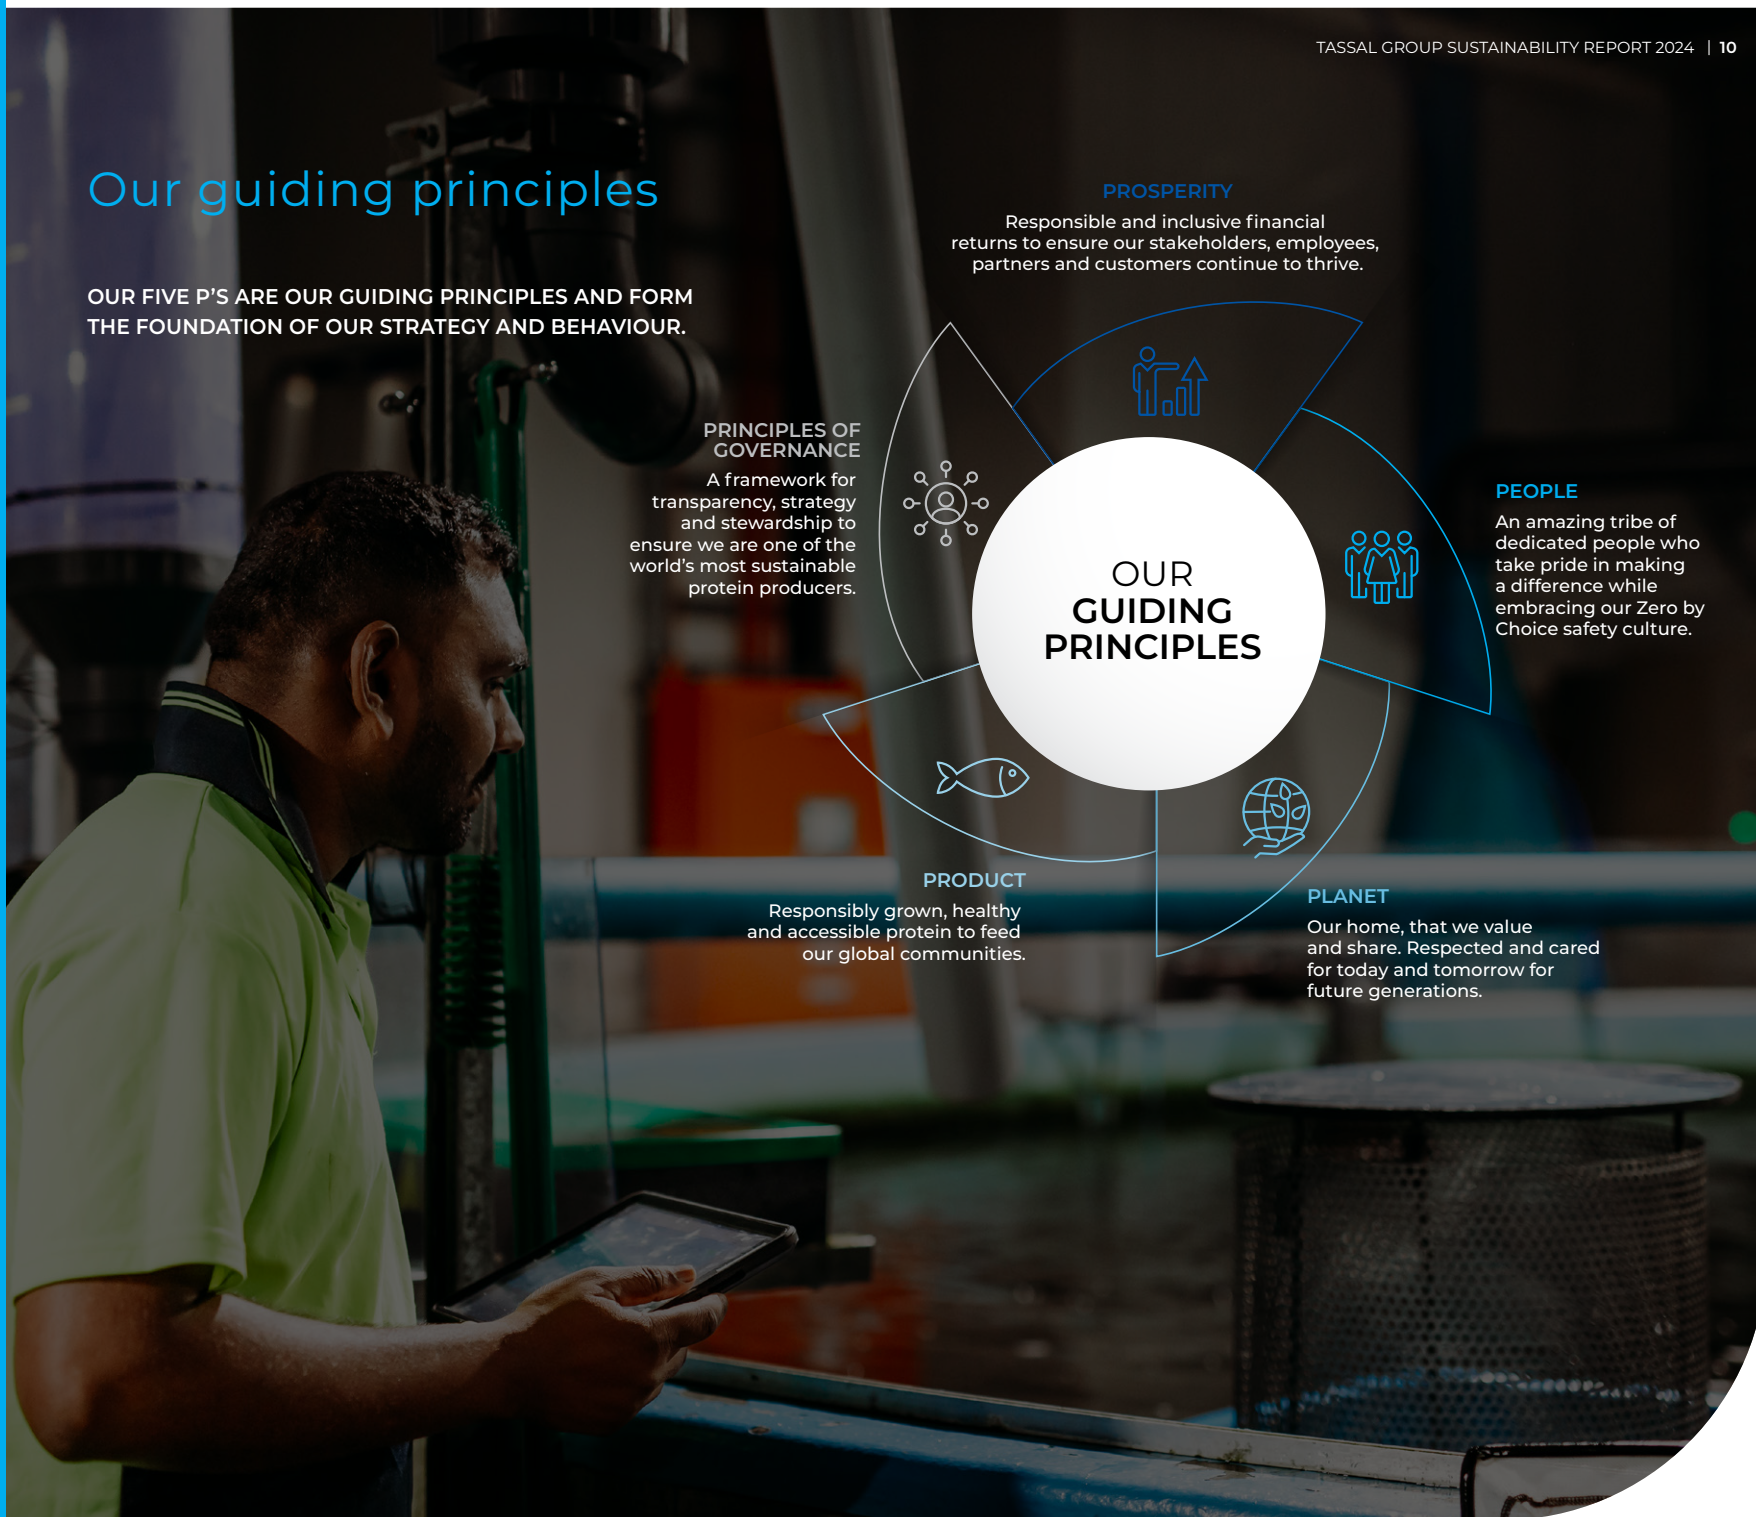 TASSAL GROUP SUSTAINABILITY REPORT 2024 | 10
Our guiding principles
OUR FIVE P’S ARE OUR GUIDING PRINCIPLES AND FORM
THE FOUNDATION OF OUR STRATEGY AND BEHAVIOUR.
PROSPERITY
Responsible and inclusive financial
returns to ensure our stakeholders, employees,
partners and customers continue to thrive.
PRINCIPLES OF
GOVERNANCE
A framework for
transparency, strategy
and stewardship to
ensure we are one of the
world’s most sustainable
protein producers.
PEOPLE
An amazing tribe of
dedicated people who
take pride in making
a difference while
embracing our Zero by
Choice safety culture.
OUR
GUIDING
PRINCIPLES
PRODUCT
Responsibly grown, healthy
and accessible protein to feed
our global communities.
PLANET
Our home, that we value
and share. Respected and cared
for today and tomorrow for
future generations.